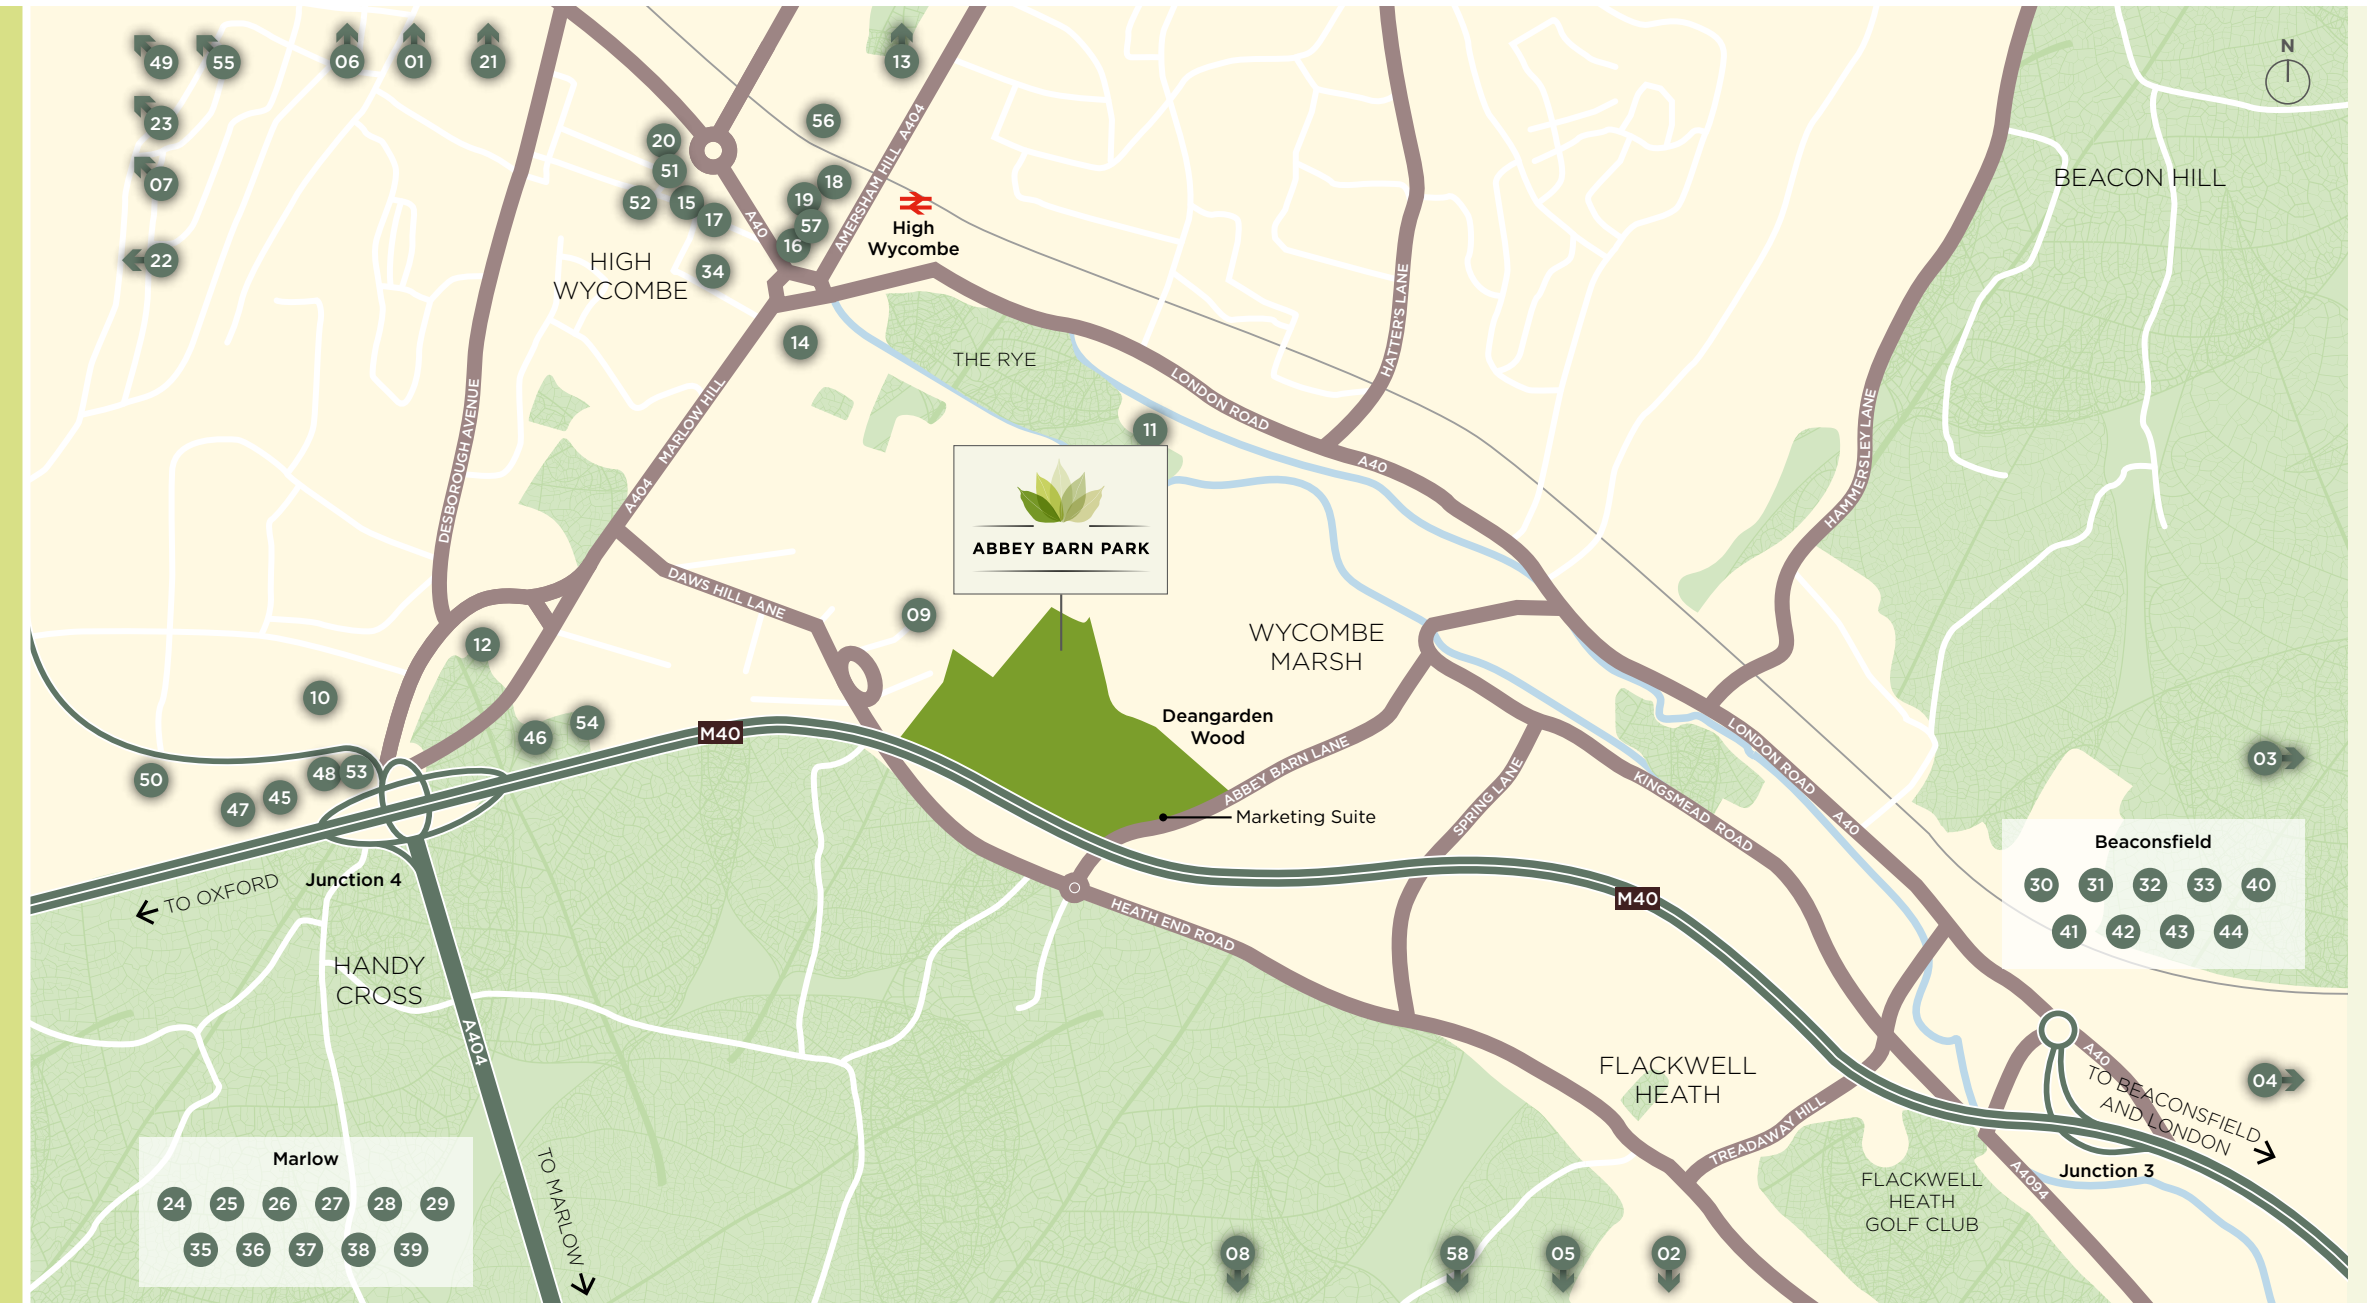 49
55
06
01
21
13
N
23
07
22
56
20
51
52
15
17
34
18
19
57
16
14
A40
AMERSHAM HILL
A404
High
Wycombe
HIGH
WYCOMBE
BEACON HILL
THE RYE
HATTER'S LANE
LONDON ROAD
A40
HAMMERSLEY LANE
DESBOROUGH AVENUE
MARLOW HILL
A404
11
ABBEY BARN PARK
DAWS HILL LANE
09
12
10
WYCOMBE
MARSH
Deangarden
Wood
46
54
M40
50
47
45
48
53
ABBEY BARN LANE
Marketing Suite
SPRING LANE
KINGSMEAD ROAD
LONDON ROAD
A40
03
Beaconsfield
30 31 32 33 40
41 42 43 44
TO OXFORD
Junction 4
HEATH END ROAD
M40
HANDY
CROSS
A404
FLACKWELL
HEATH
TREADAWAY HILL
A40
TO BEACONSFIELD
AND LONDON
04
Junction 3
A4094
FLACKWELL
HEATH
GOLF CLUB
Marlow
24 25 26 27 28 29
35 36 37 38 39
TO MARLOW
08
58
05
02